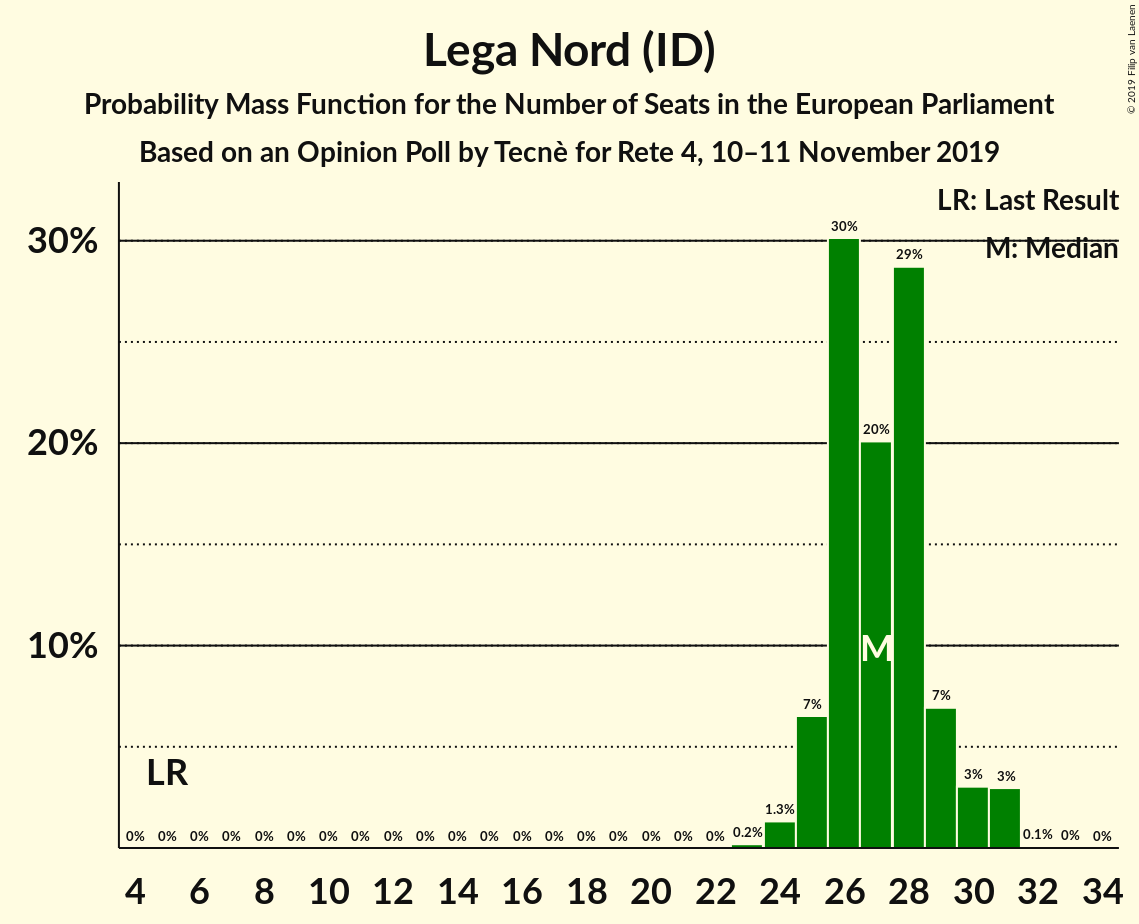 Lega Nord (ID)
Probability Mass Function for the Number of Seats in the European Parliament
Based on an Opinion Poll by Tecnè for Rete 4, 10–11 November 2019
© 2019 Filip van Laenen
LR: Last Result
M: Median
30%
20%
10%
30%
29%
20%
M
7%
7%
LR
3%
3%
1.3%
0% 0% 0% 0% 0% 0% 0% 0% 0% 0% 0% 0% 0% 0% 0% 0% 0% 0% 0% 0.2% 0.1% 0% 0%
4 6 8 10 12 14 16 18 20 22 24 26 28 30 32 34